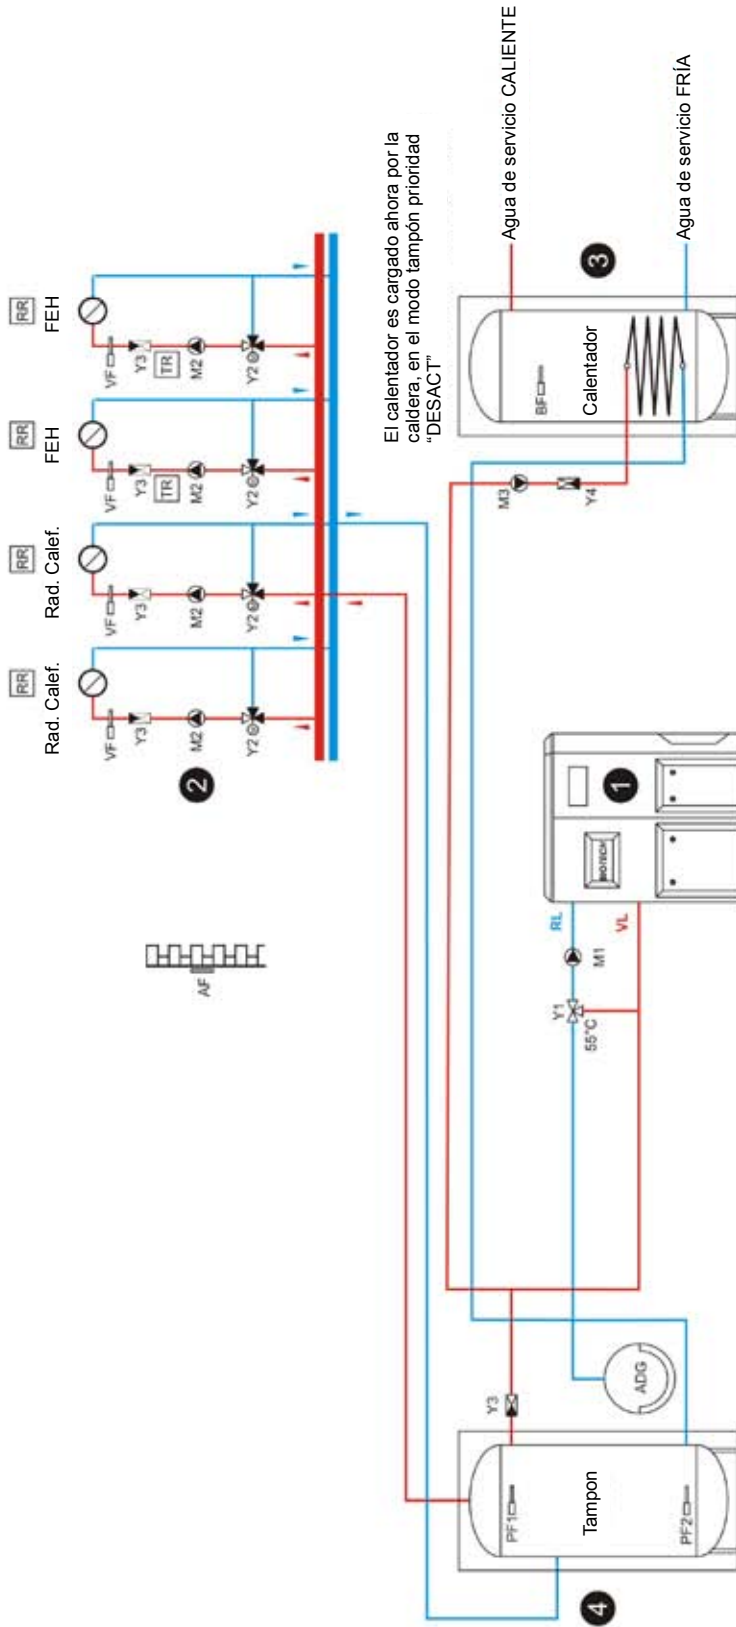 RR
FEH
VF
Y3
TR
M2
Y2
RR
FEH
VF
Y3
TR
M2
Y2
RR
Rad. Calef.
VF
Y3
M2
Y2
RR
Rad. Calef.
VF
Y3
M2
Y2
2
AF
El calentador es cargado ahora por la
caldera, en el modo tampón prioridad
“DESACT”
Agua de servicio CALIENTE
Agua de servicio FRÍA
3
BF
Calentador
M3
Y4
1
BIOTECH
RL
VL
M1
Y1
55°C
ADG
Y3
PF1
Tampon
PF2
4